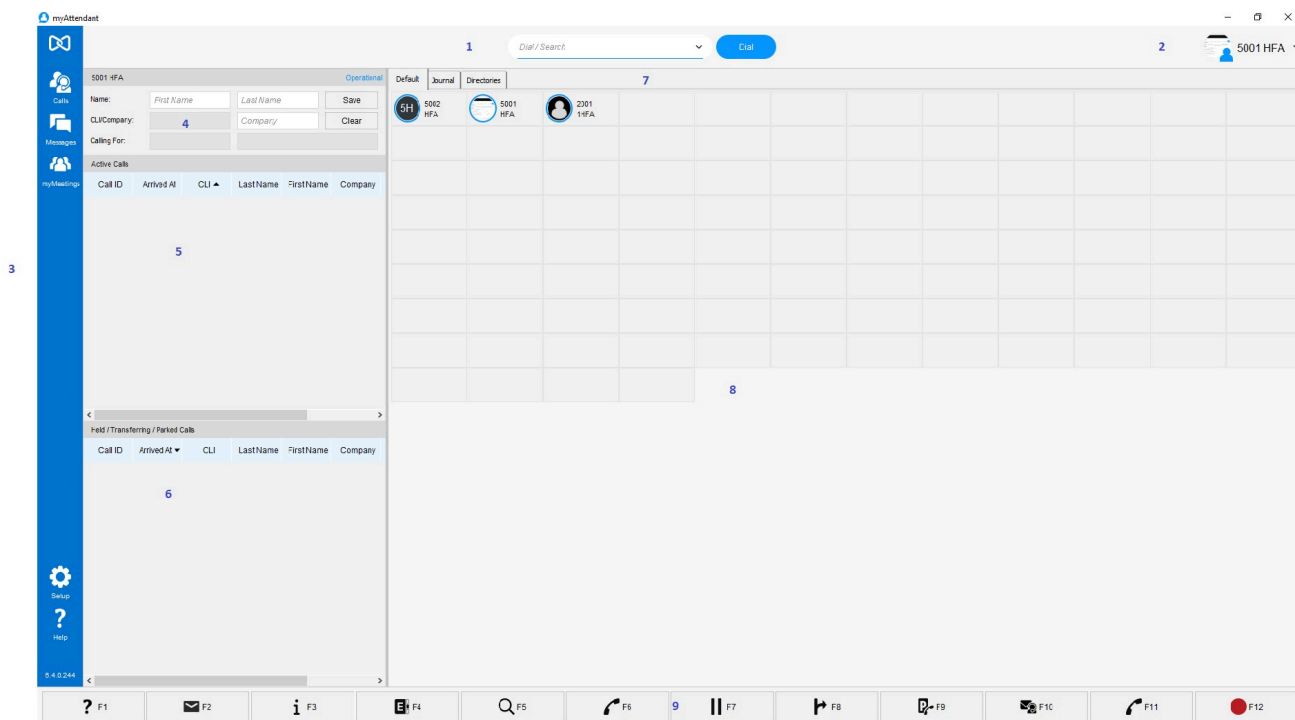 myAttendant
1
Dial / Search
Dial
2
5001 HFA
5001 HFA
Operational
Default
Journal
Directories
7
Calls
Name:
First Name
Last Name
Save
5002
HFA
5001
HFA
2001
1HFA
5H
CLI/Company:
4
Company
Clear
Messages
Calling For:
Active Calls
myMeetings
Call ID
Arrived At
CLI
Last Name
First Name
Company
5
3
8
Held / Transferring / Parked Calls
Call ID
Arrived At
CLI
Last Name
First Name
Company
6
Setup
?
Help
6.4.0.244
? F1
F2
i F3
E F4
F5
F6
9
F7
F8
F9
F10
F11
F12